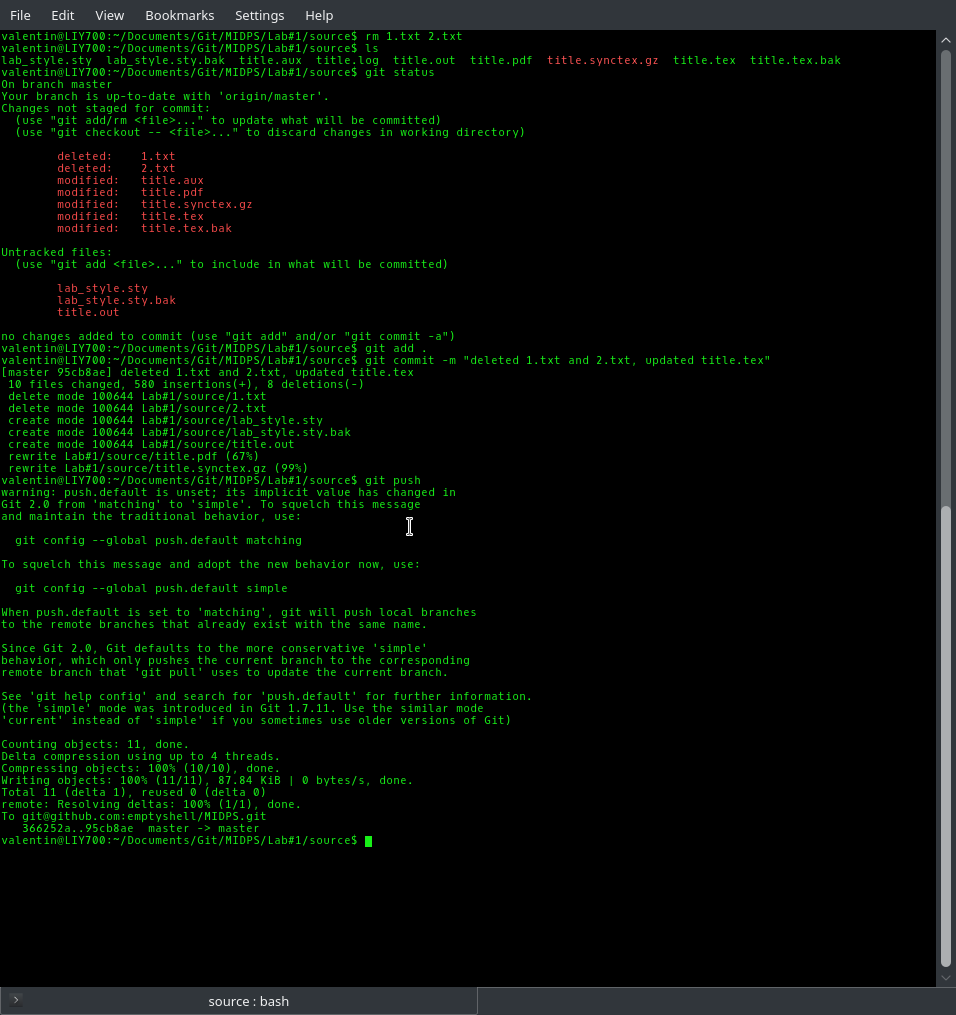 File Edit View Bookmarks Settings Help
valentin@LIY700:~/Documents/Git/MIDPS/Lab#1/source$ rm 1.txt 2.txt
valentin@LIY700:~/Documents/Git/MIDPS/Lab#1/source$ ls
lab_style.sty  lab_style.sty.bak  title.aux  title.log  title.out  title.pdf  title.synctex.gz  title.tex  title.tex.bak
valentin@LIY700:~/Documents/Git/MIDPS/Lab#1/source$ git status
On branch master
Your branch is up-to-date with 'origin/master'.
Changes not staged for commit:
  (use "git add/rm <file>..." to update what will be committed)
  (use "git checkout -- <file>..." to discard changes in working directory)

        deleted:    1.txt
        deleted:    2.txt
        modified:   title.aux
        modified:   title.pdf
        modified:   title.synctex.gz
        modified:   title.tex
        modified:   title.tex.bak

Untracked files:
  (use "git add <file>..." to include in what will be committed)

        lab_style.sty
        lab_style.sty.bak
        title.out

no changes added to commit (use "git add" and/or "git commit -a")
valentin@LIY700:~/Documents/Git/MIDPS/Lab#1/source$ git add .
valentin@LIY700:~/Documents/Git/MIDPS/Lab#1/source$ git commit -m "deleted 1.txt and 2.txt, updated title.tex"
[master 95cb8ae] deleted 1.txt and 2.txt, updated title.tex
 10 files changed, 580 insertions(+), 8 deletions(-)
 delete mode 100644 Lab#1/source/1.txt
 delete mode 100644 Lab#1/source/2.txt
 create mode 100644 Lab#1/source/lab_style.sty
 create mode 100644 Lab#1/source/lab_style.sty.bak
 create mode 100644 Lab#1/source/title.out
 rewrite Lab#1/source/title.pdf (67%)
 rewrite Lab#1/source/title.synctex.gz (99%)
valentin@LIY700:~/Documents/Git/MIDPS/Lab#1/source$ git push
warning: push.default is unset; its implicit value has changed in
Git 2.0 from 'matching' to 'simple'. To squelch this message
and maintain the traditional behavior, use:

  git config --global push.default matching

To squelch this message and adopt the new behavior now, use:

  git config --global push.default simple

When push.default is set to 'matching', git will push local branches
to the remote branches that already exist with the same name.

Since Git 2.0, Git defaults to the more conservative 'simple'
behavior, which only pushes the current branch to the corresponding
remote branch that 'git pull' uses to update the current branch.

See 'git help config' and search for 'push.default' for further information.
(the 'simple' mode was introduced in Git 1.7.11. Use the similar mode
'current' instead of 'simple' if you sometimes use older versions of Git)

Counting objects: 11, done.
Delta compression using up to 4 threads.
Compressing objects: 100% (10/10), done.
Writing objects: 100% (11/11), 87.84 KiB | 0 bytes/s, done.
Total 11 (delta 1), reused 0 (delta 0)
remote: Resolving deltas: 100% (1/1), done.
To git@github.com:emptyshell/MIDPS.git
   366252a..95cb8ae  master -> master
valentin@LIY700:~/Documents/Git/MIDPS/Lab#1/source$
source : bash